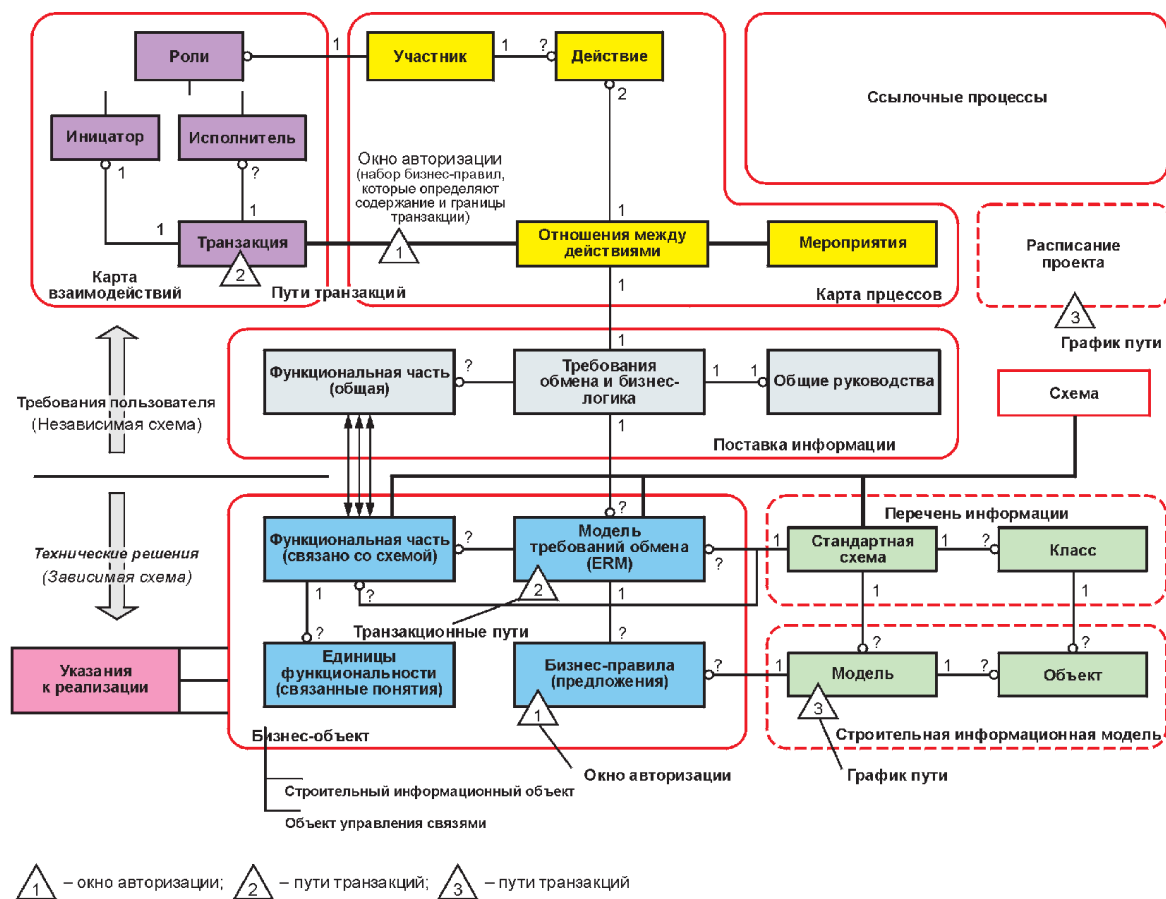 Роли
1
Участник
1
?
Действие
2
Ссылочные процессы
Инициатор
Исполнитель
1
?
Окно авторизации
(набор бизнес-правил,
которые определяют
содержание и границы
транзакции)
1
1
Транзакция
2
1
1
Отношения между
действиями
Мероприятия
Расписание
проекта
Карта
взаимодействий
Пути транзакций
1
Карта прцессов
3
График пути
Требования пользователя
(Независимая схема)
Функциональная часть
(общая)
?
1
Требования
обмена и бизнес-
логика
1
1
Общие руководства
1
Поставка информации
Схема
Технические решения
(Зависимая схема)
Функциональная часть
(связано со схемой)
?
?
Модель
требований обмена
(ERM)
?
1
Перечень информации
Стандартная
схема
1
?
Класс
1
?
2
1
1
1
Транзакционные пути
?
?
?
?
Указания
к реализации
Единицы
функциональности
(связанные понятия)
Бизнес-правила
(предложения)
?
1
Модель
1
?
Объект
1
3
Бизнес-объект
Строительная информационная модель
Окно авторизации
График пути
Строительный информационный объект
Объект управления связями
1
– окно авторизации;
2
– пути транзакций;
3
– пути транзакций